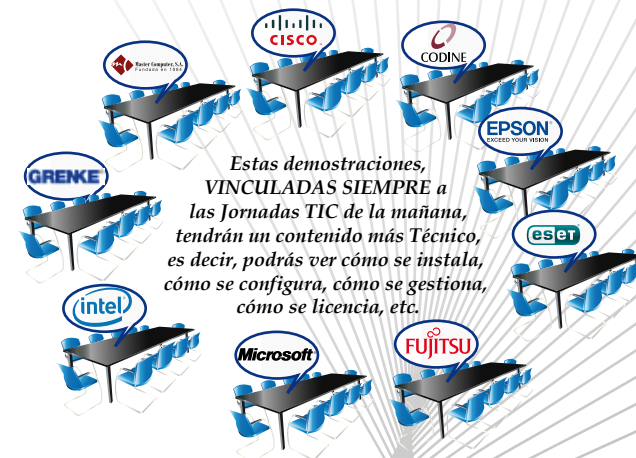 Master Computer, S.A.
Fundada en 1984
CISCO
CODINE
EPSON
EXCEED YOUR VISION
GRENKE
eset
intel
Microsoft
FUJITSU
Estas demostraciones,
VINCULADAS SIEMPRE a
las Jornadas TIC de la mañana,
tendrán un contenido más Técnico,
es decir, podrás ver cómo se instala,
cómo se configura, cómo se gestiona,
cómo se licencia, etc.